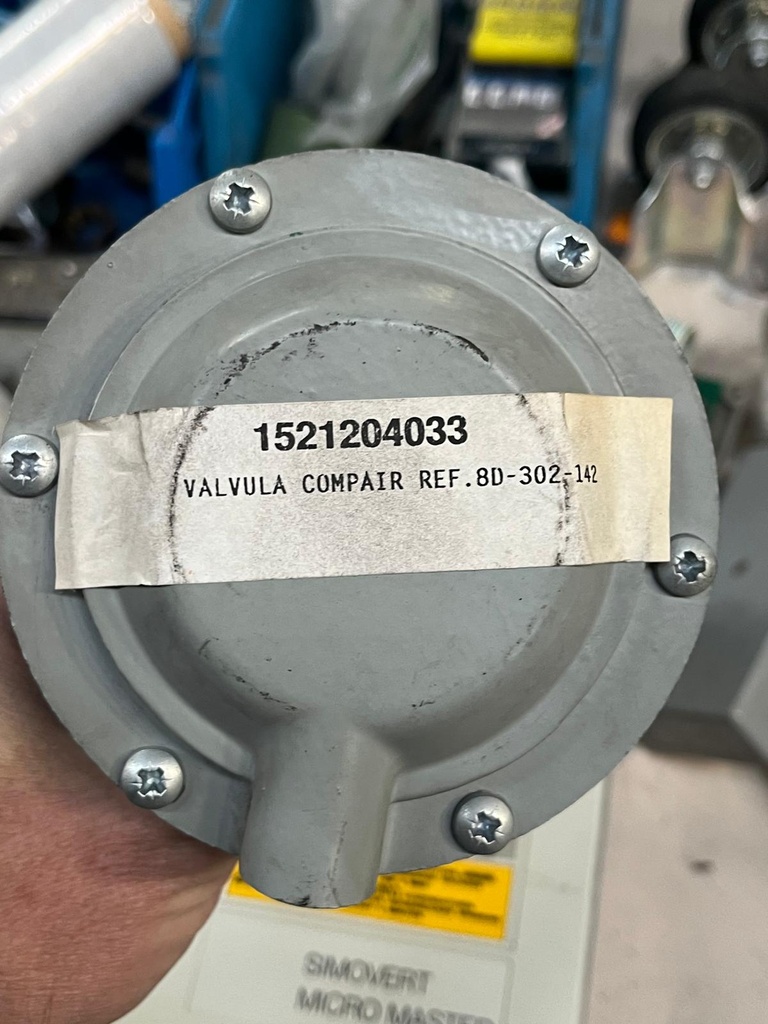 1521204033
VALVULA COMPAIR REF.8D-302-142
SIMOVERT
MICRO MASTER